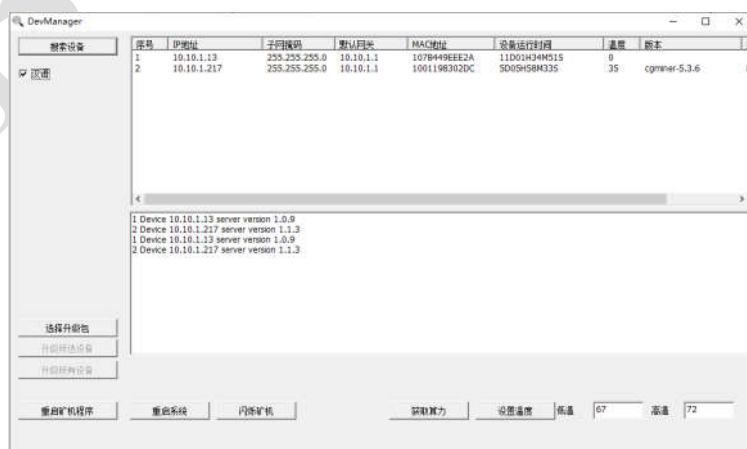 DevManager
搜索设备
汉语
序号 IP地址 子网掩码 默认网关 MAC地址 设备运行时间 温度 版本
1 10.10.1.13 255.255.255.0 10.10.1.1 107B449EEE2A 11D01H34M51S 0
2 10.10.1.217 255.255.255.0 10.10.1.1 1001198302DC 5D05H58M33S 35 cgminer-5.3.6
1 Device 10.10.1.13 server version 1.0.9
2 Device 10.10.1.217 server version 1.1.3
1 Device 10.10.1.13 server version 1.0.9
2 Device 10.10.1.217 server version 1.1.3
选择升级包
升级所选设备
升级所有设备
重启矿机程序 重启系统 闪烁矿机 获取算力 设置温度 低温 67 高温 72